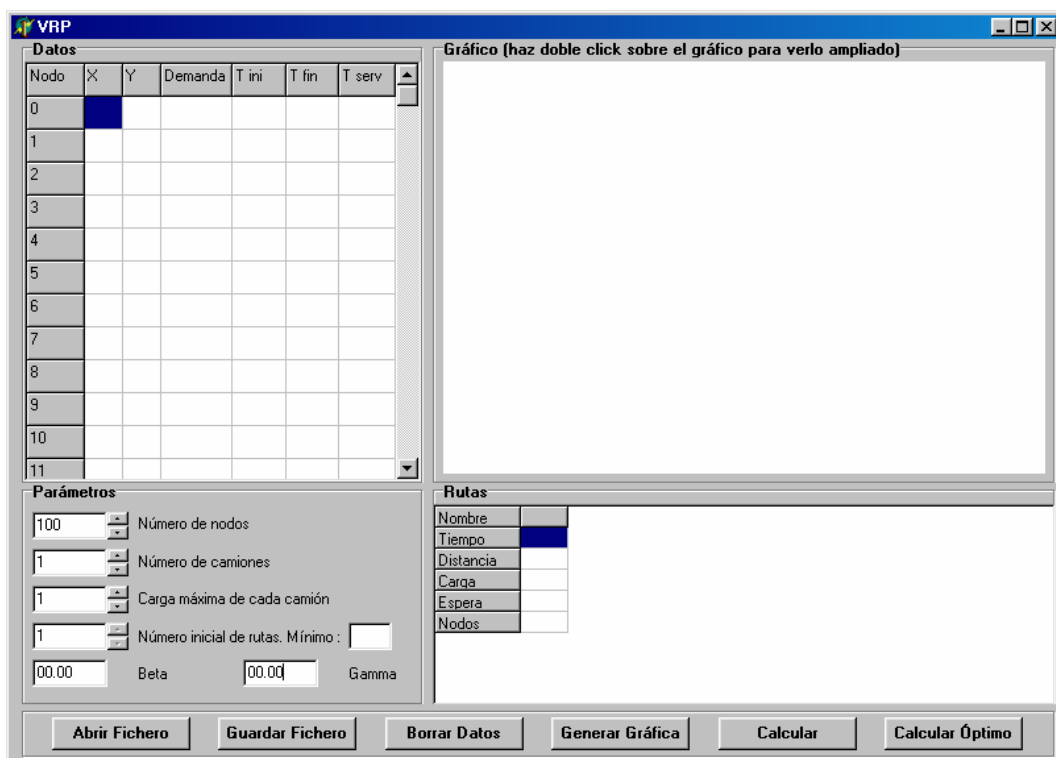 VRP
Datos
Nodo X Y Demanda T ini T fin T serv
0
1
2
3
4
5
6
7
8
9
10
11
Gráfico (haz doble click sobre el gráfico para verlo ampliado)
Parámetros
100 Número de nodos
1 Número de camiones
1 Carga máxima de cada camión
1 Número inicial de rutas. Mínimo :
00.00 Beta 00.00 Gamma
Rutas
Nombre
Tiempo
Distancia
Carga
Espera
Nodos
Abrir Fichero Guardar Fichero Borrar Datos Generar Gráfica Calcular Calcular Óptimo